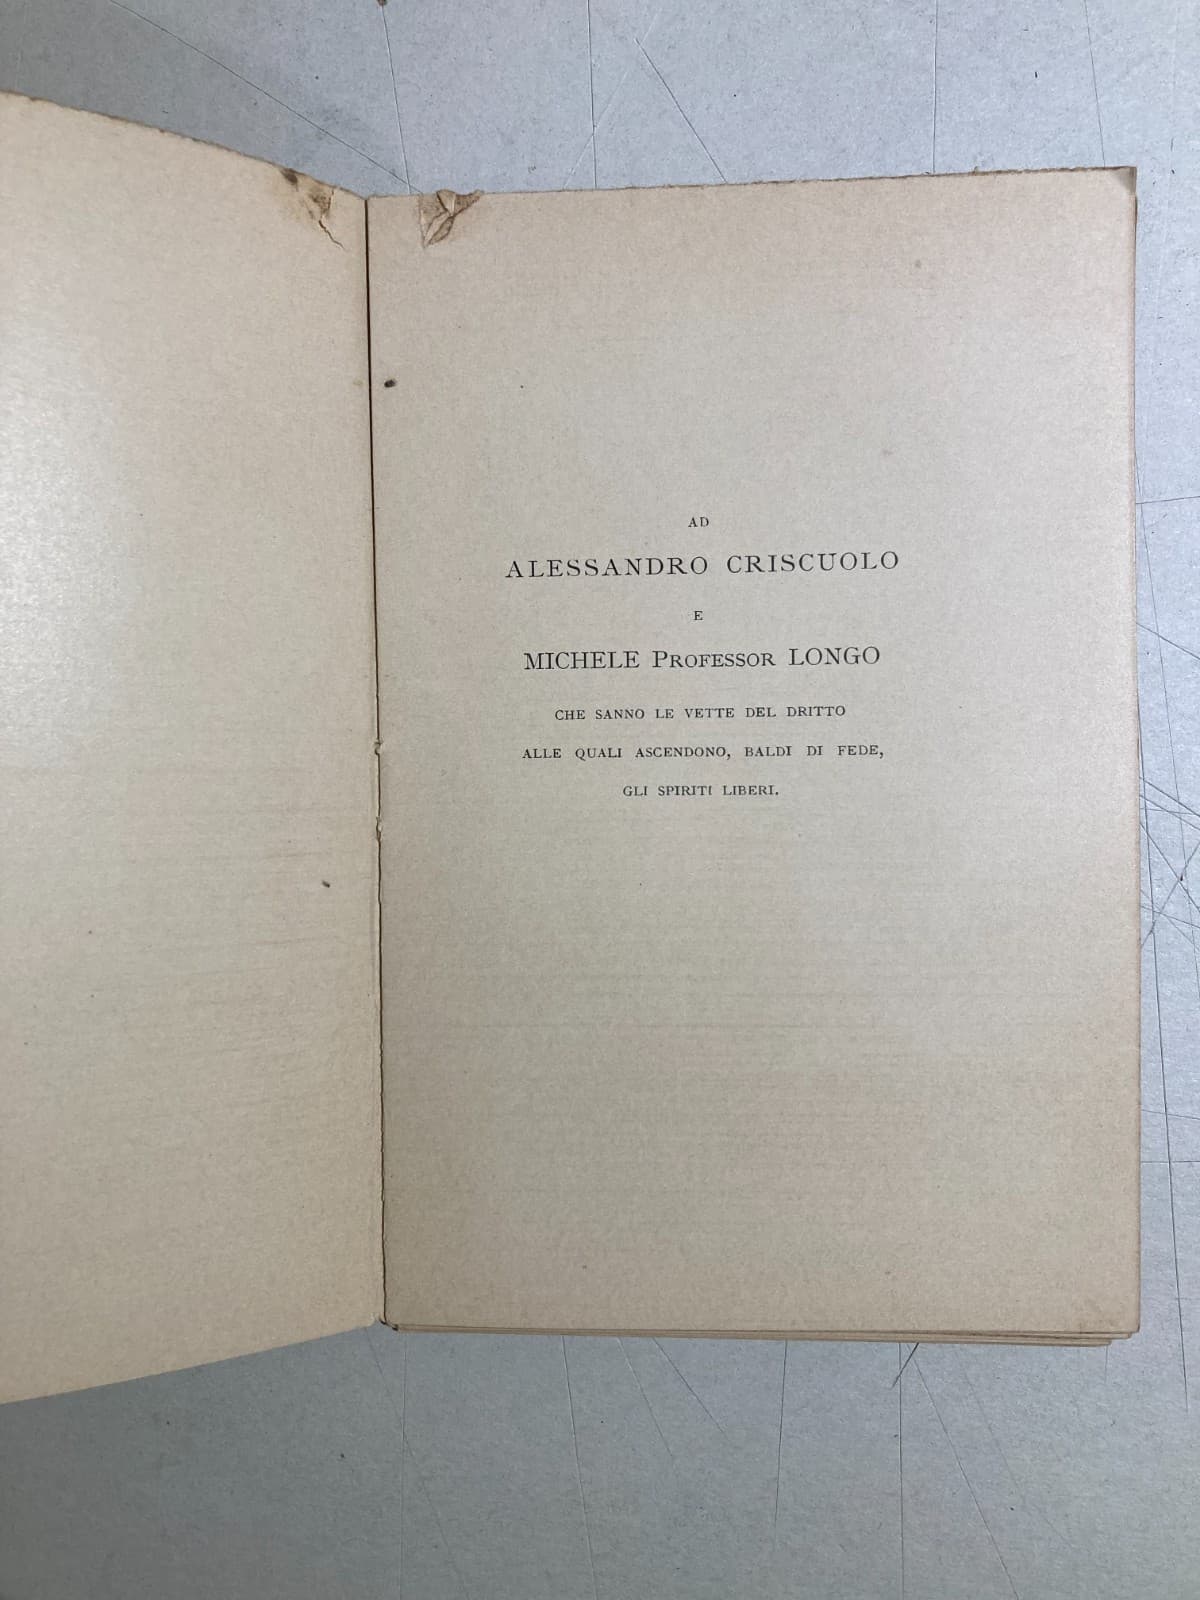 AD
ALESSANDRO CRISCUOLO
E
MICHELE PROFESSOR LONGO
CHE SANNO LE VETTE DEL DRITTO
ALLE QUALI ASCENDONO, BALDI DI FEDE,
GLI SPIRITI LIBERI.